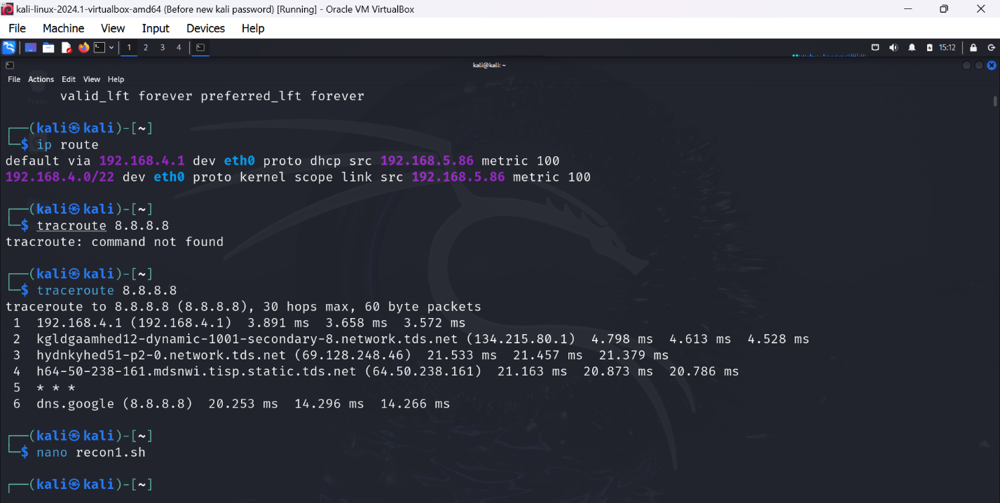 kali-linux-2024.1-virtualbox-amd64 (Before new kali password) [Running] - Oracle VM VirtualBox
File Machine View Input Devices Help
1 2 3 4 15:12
kali@kali: ~
File Actions Edit View Help
valid_lft forever preferred_lft forever
┌──(kali㉿kali)-[~]
└─$ ip route
default via 192.168.4.1 dev eth0 proto dhcp src 192.168.5.86 metric 100
192.168.4.0/22 dev eth0 proto kernel scope link src 192.168.5.86 metric 100
┌──(kali㉿kali)-[~]
└─$ tracroute 8.8.8.8
tracroute: command not found
┌──(kali㉿kali)-[~]
└─$ traceroute 8.8.8.8
traceroute to 8.8.8.8 (8.8.8.8), 30 hops max, 60 byte packets
1 192.168.4.1 (192.168.4.1) 3.891 ms 3.658 ms 3.572 ms
2 kgldgaamhed12-dynamic-1001-secondary-8.network.tds.net (134.215.80.1) 4.798 ms 4.613 ms 4.528 ms
3 hydnkyhed51-p2-0.network.tds.net (69.128.248.46) 21.533 ms 21.457 ms 21.379 ms
4 h64-50-238-161.mdsnwi.tisp.static.tds.net (64.50.238.161) 21.163 ms 20.873 ms 20.786 ms
5 * * *
6 dns.google (8.8.8.8) 20.253 ms 14.296 ms 14.266 ms
┌──(kali㉿kali)-[~]
└─$ nano recon1.sh
┌──(kali㉿kali)-[~]